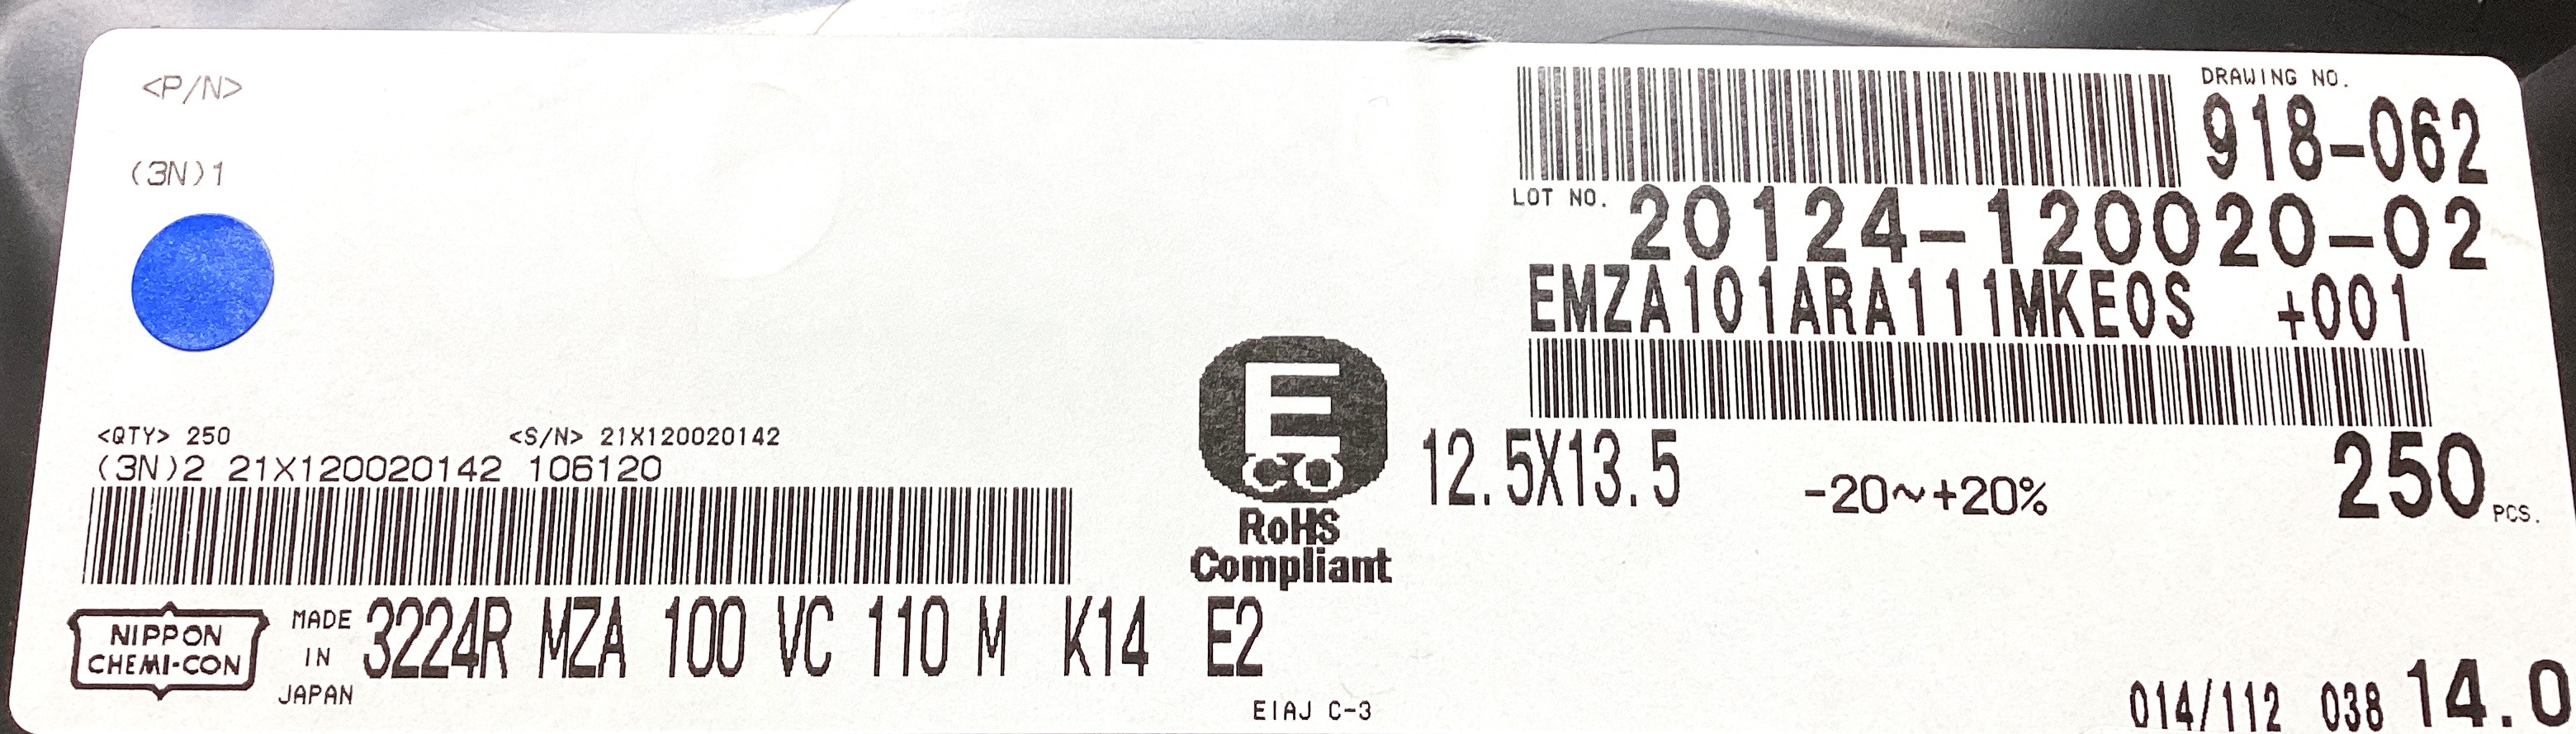 <P/N>
(3N)1
<QTY> 250 <S/N> 21X120020142
(3N)2 21X120020142 106120
NIPPON
CHEMI-CON
MADE
IN
JAPAN
3224R MZA 100 VC 110 M K14 E2
EIAJ C-3
E
co
RoHS
Compliant
DRAWING NO.
918-062
LOT NO. 20124-120020-02
EMZA101ARA111MKE0S +001
12.5X13.5 -20~+20% 250 PCS.
014/112 038 14.0